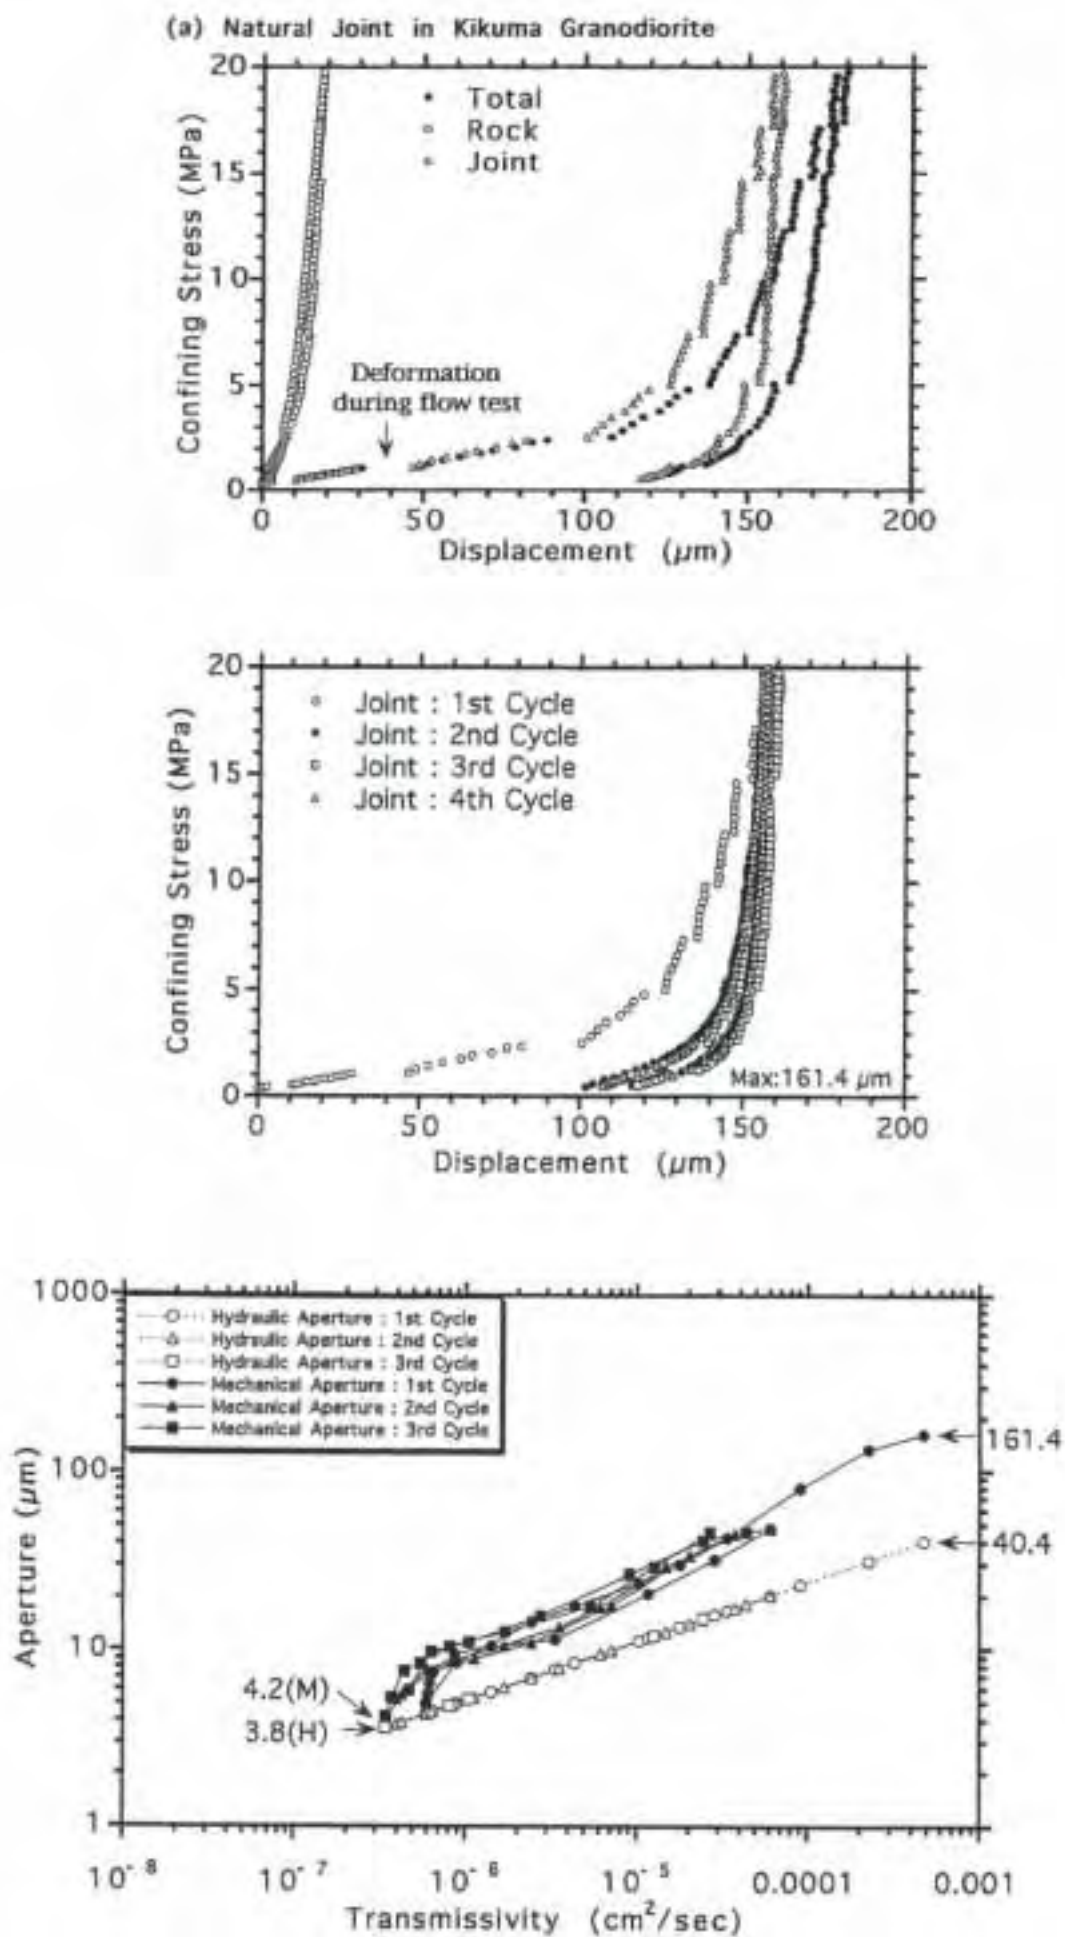 (a) Natural Joint in Kikuma Granodiorite
20
Total
Rock
Joint
15
10
5
0
Confining Stress (MPa)
Deformation
during flow test
0 50 100 150 200
Displacement (μm)
20
Joint : 1st Cycle
Joint : 2nd Cycle
Joint : 3rd Cycle
Joint : 4th Cycle
15
10
5
0
Confining Stress (MPa)
Max:161.4 μm
0 50 100 150 200
Displacement (μm)
1000
Hydraulic Aperture : 1st Cycle
Hydraulic Aperture : 2nd Cycle
Hydraulic Aperture : 3rd Cycle
Mechanical Aperture : 1st Cycle
Mechanical Aperture : 2nd Cycle
Mechanical Aperture : 3rd Cycle
161.4
100
40.4
Aperture (μm)
10
4.2(M)
3.8(H)
1
10⁻⁸ 10⁻⁷ 10⁻⁶ 10⁻⁵ 0.0001 0.001
Transmissivity (cm²/sec)